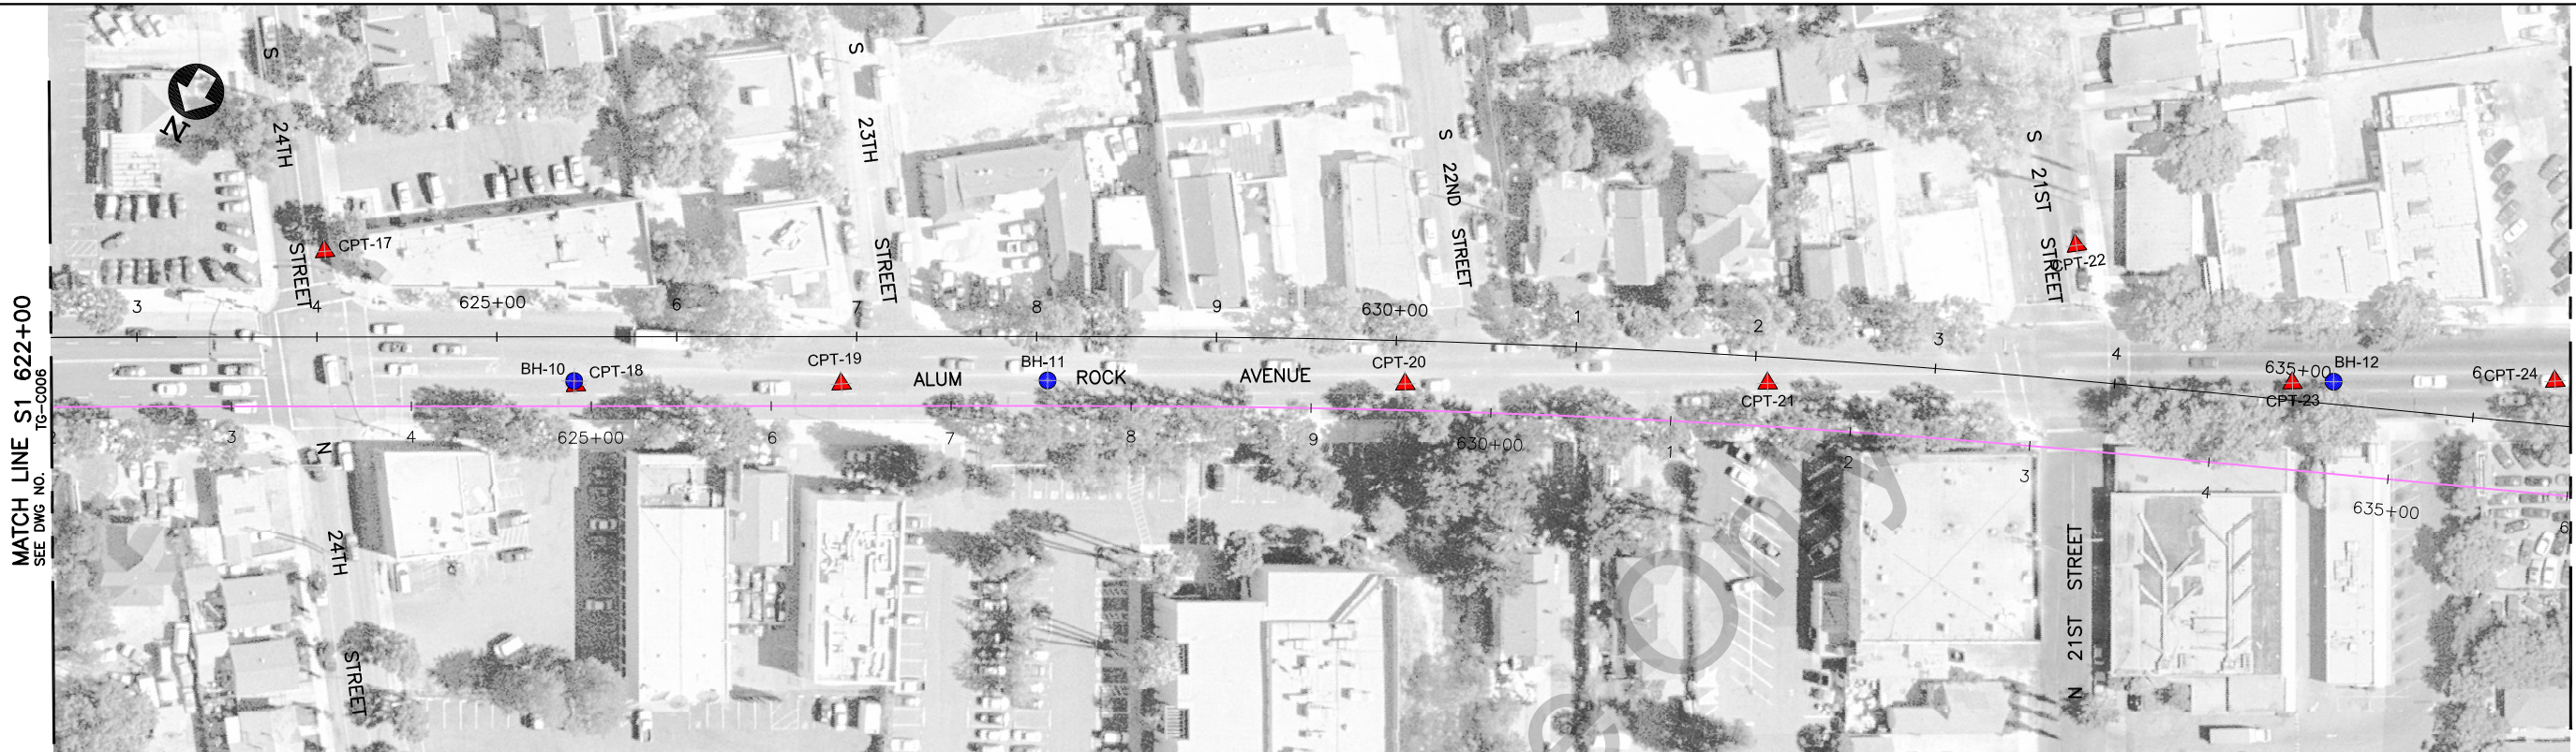 MATCH LINE S1 622+00
SEE DWG NO. TG-C006
N
S 24TH STREET
S 23TH STREET
S 22ND STREET
S 21ST STREET
CPT-17
CPT-22
3
4
625+00
6
7
8
9
630+00
1
2
3
4
635+00
6
BH-10
CPT-18
CPT-19
BH-11
CPT-20
CPT-21
CPT-23
BH-12
CPT-24
ALUM ROCK AVENUE
3
4
625+00
6
7
8
9
630+00
1
2
3
4
635+00
6
N 24TH STREET
N 21ST STREET
e Only